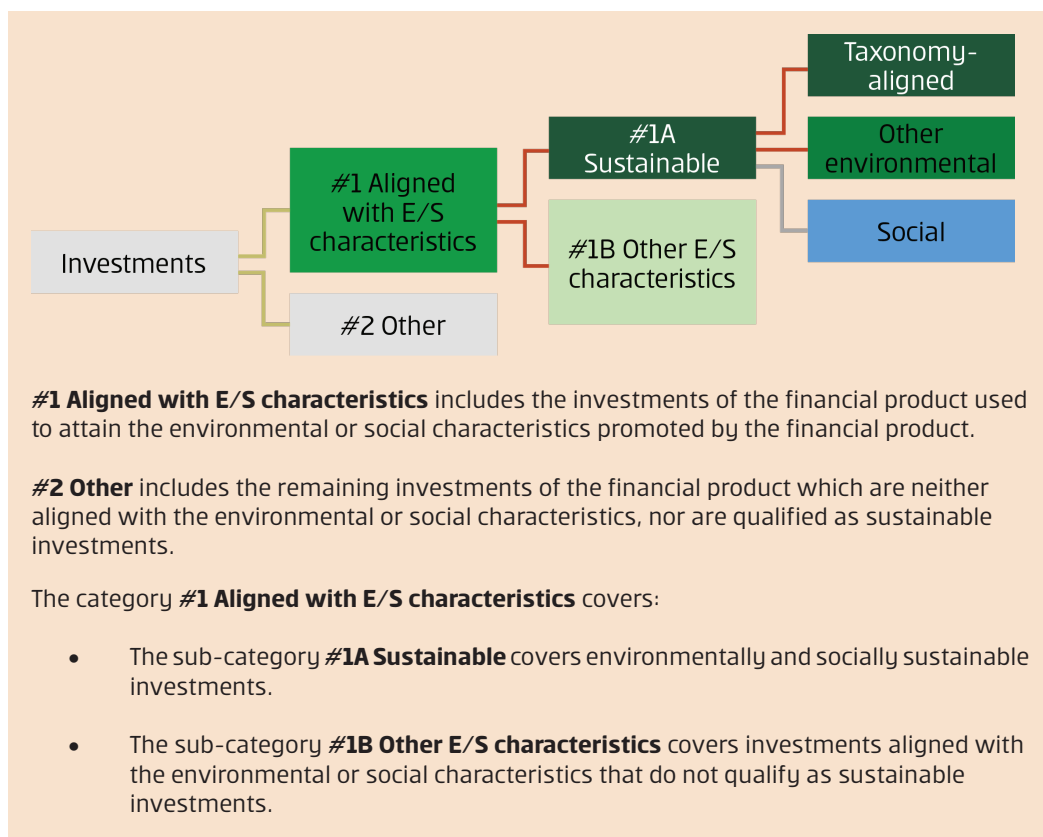 Taxonomy-
aligned
#1A
Sustainable
Other
environmental
#1 Aligned
with E/S
characteristics
Social
#1B Other E/S
characteristics
Investments
#2 Other
#1 Aligned with E/S characteristics includes the investments of the financial product used
to attain the environmental or social characteristics promoted by the financial product.
#2 Other includes the remaining investments of the financial product which are neither
aligned with the environmental or social characteristics, nor are qualified as sustainable
investments.
The category #1 Aligned with E/S characteristics covers:
• The sub-category #1A Sustainable covers environmentally and socially sustainable
investments.
• The sub-category #1B Other E/S characteristics covers investments aligned with
the environmental or social characteristics that do not qualify as sustainable
investments.